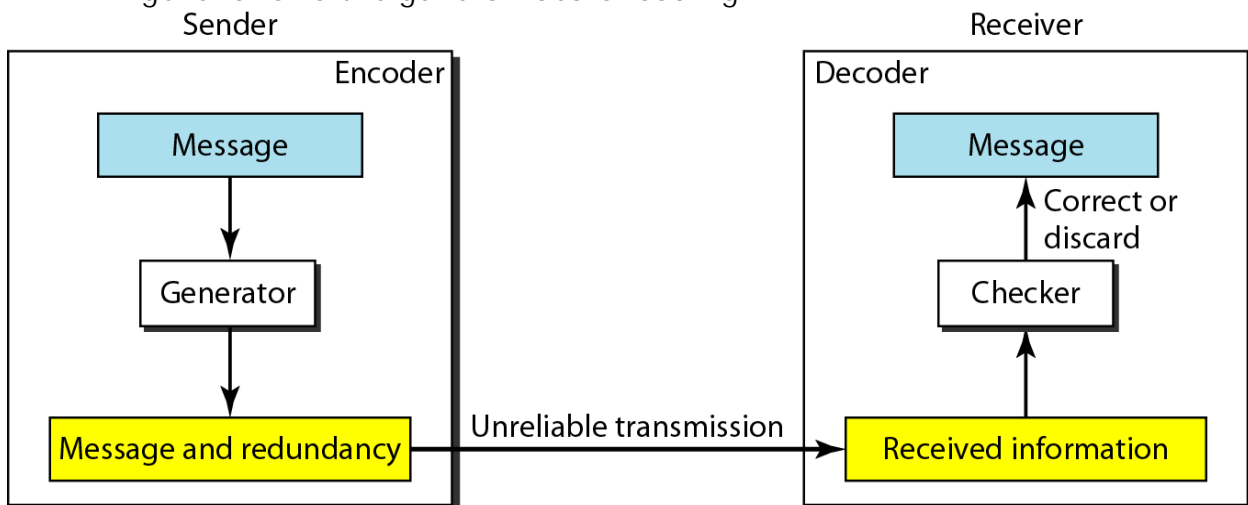 Sender
Receiver
Encoder
Decoder
Message
Message
Correct or
discard
Generator
Checker
Unreliable transmission
Message and redundancy
Received information